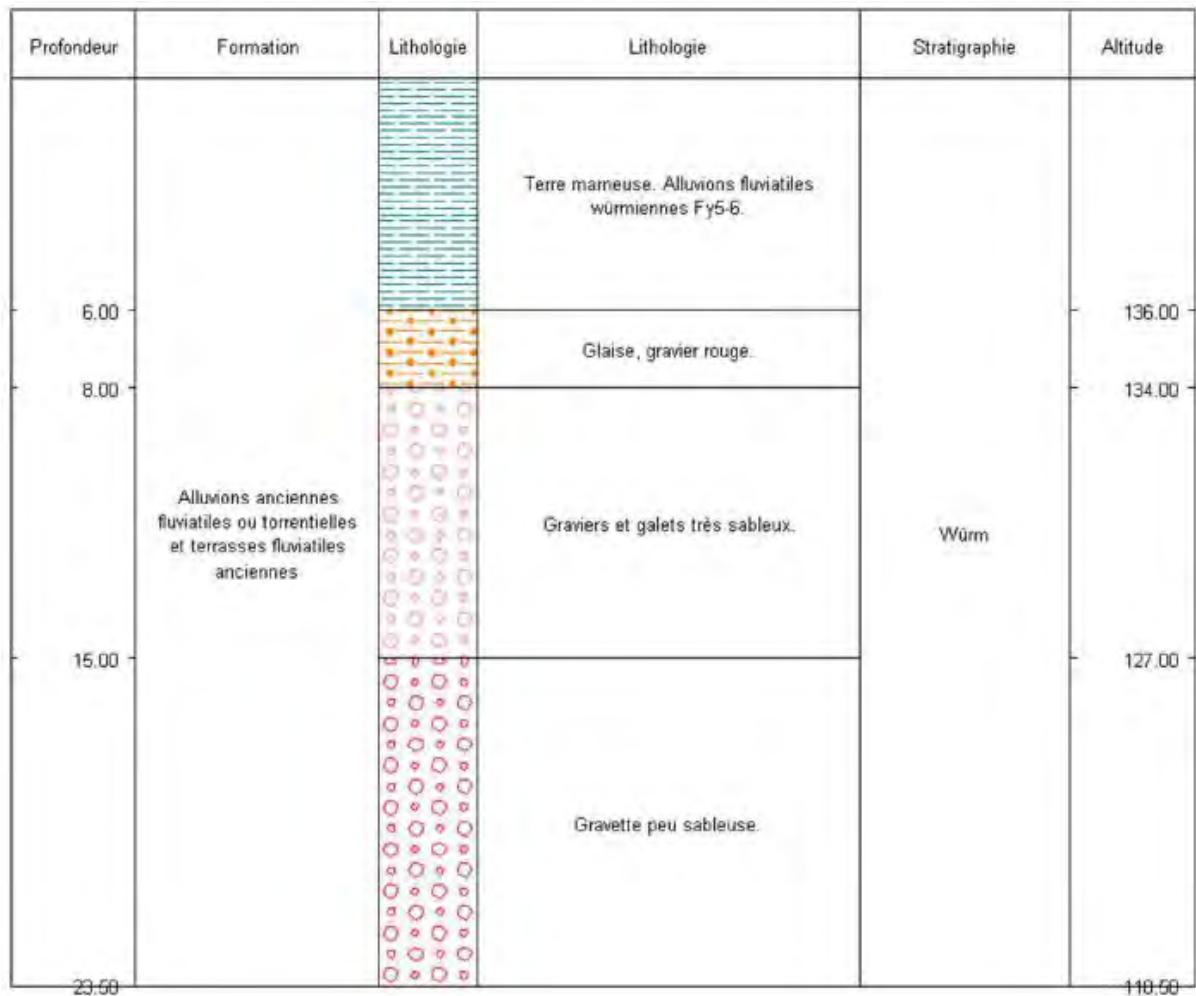 Profondeur
Formation
Lithologie
Lithologie
Stratigraphie
Altitude
Terre marneuse. Alluvions fluviatiles
würmiennes Fy5-6.
6.00
136.00
Glaise, gravier rouge.
8.00
134.00
Alluvions anciennes
fluviatiles ou torrentielles
et terrasses fluviatiles
anciennes
Graviers et galets très sableux.
Würm
15.00
127.00
Gravette peu sableuse.
23.50
118.50